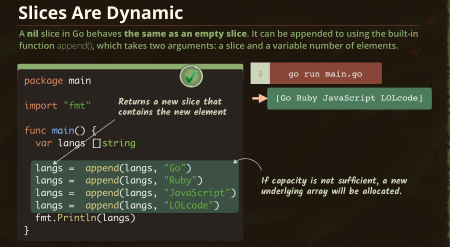 Slices Are Dynamic
A nil slice in Go behaves the same as an empty slice. It can be appended to using the built-in
function append(), which takes two arguments: a slice and a variable number of elements.
package main
import "fmt"
Returns a new slice that
contains the new element
func main() {
var langs []string
langs = append(langs, "Go")
langs = append(langs, "Ruby")
langs = append(langs, "JavaScript")
langs = append(langs, "LOLcode")
fmt.Println(langs)
}
$ go run main.go
[Go Ruby JavaScript LOLcode]
If capacity is not sufficient, a new
underlying array will be allocated.